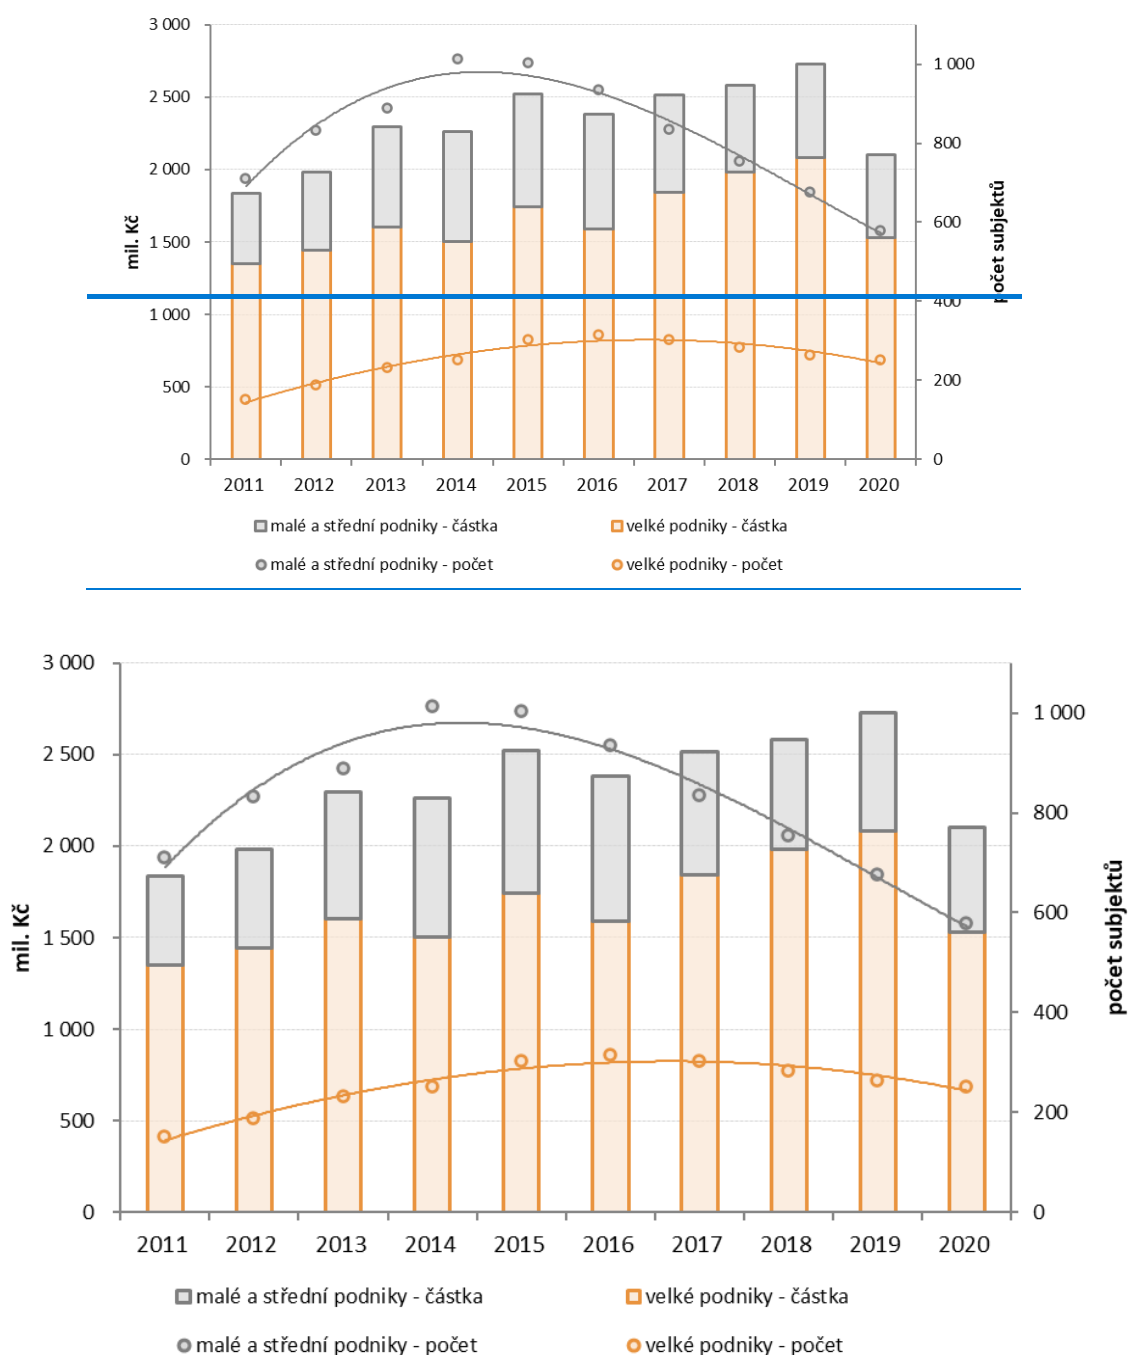 3 000
2 500
2 000
1 500
1 000
500
0
mil. Kč
1 000
800
600
400
200
0
počet subjektů
2011 2012 2013 2014 2015 2016 2017 2018 2019 2020
malé a střední podniky - částka velké podniky - částka
malé a střední podniky - počet velké podniky - počet
3 000
2 500
2 000
1 500
1 000
500
0
mil. Kč
1 000
800
600
400
200
0
počet subjektů
2011 2012 2013 2014 2015 2016 2017 2018 2019 2020
malé a střední podniky - částka velké podniky - částka
malé a střední podniky - počet velké podniky - počet